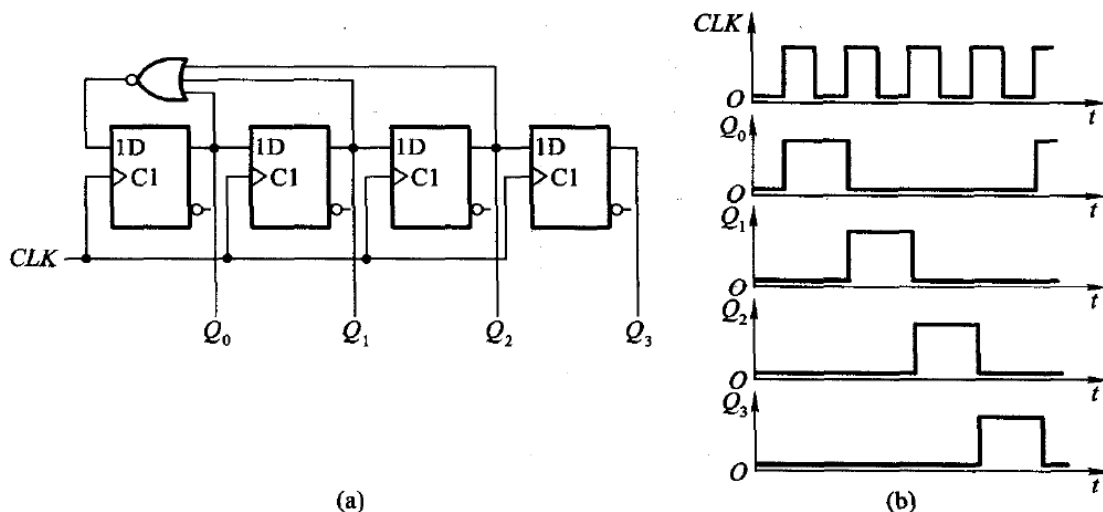 1D
C1
1D
C1
1D
C1
1D
C1
CLK
Q₀
Q₁
Q₂
Q₃
(a)
CLK
O
t
Q₀
O
t
Q₁
O
t
Q₂
O
t
Q₃
O
t
(b)